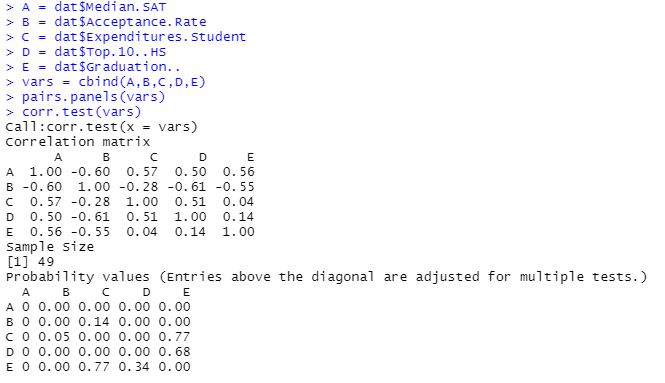 > A = dat$Median.SAT
> B = dat$Acceptance.Rate
> C = dat$Expenditures.Student
> D = dat$Top.10..HS
> E = dat$Graduation..
> vars = cbind(A,B,C,D,E)
> pairs.panels(vars)
> corr.test(vars)
Call:corr.test(x = vars)
Correlation matrix
      A     B     C     D     E
A  1.00 -0.60  0.57  0.50  0.56
B -0.60  1.00 -0.28 -0.61 -0.55
C  0.57 -0.28  1.00  0.51  0.04
D  0.50 -0.61  0.51  1.00  0.14
E  0.56 -0.55  0.04  0.14  1.00
Sample Size
[1] 49
Probability values (Entries above the diagonal are adjusted for multiple tests.)
  A    B    C    D    E
A 0 0.00 0.00 0.00 0.00
B 0 0.00 0.14 0.00 0.00
C 0 0.05 0.00 0.00 0.77
D 0 0.00 0.00 0.00 0.68
E 0 0.00 0.77 0.34 0.00